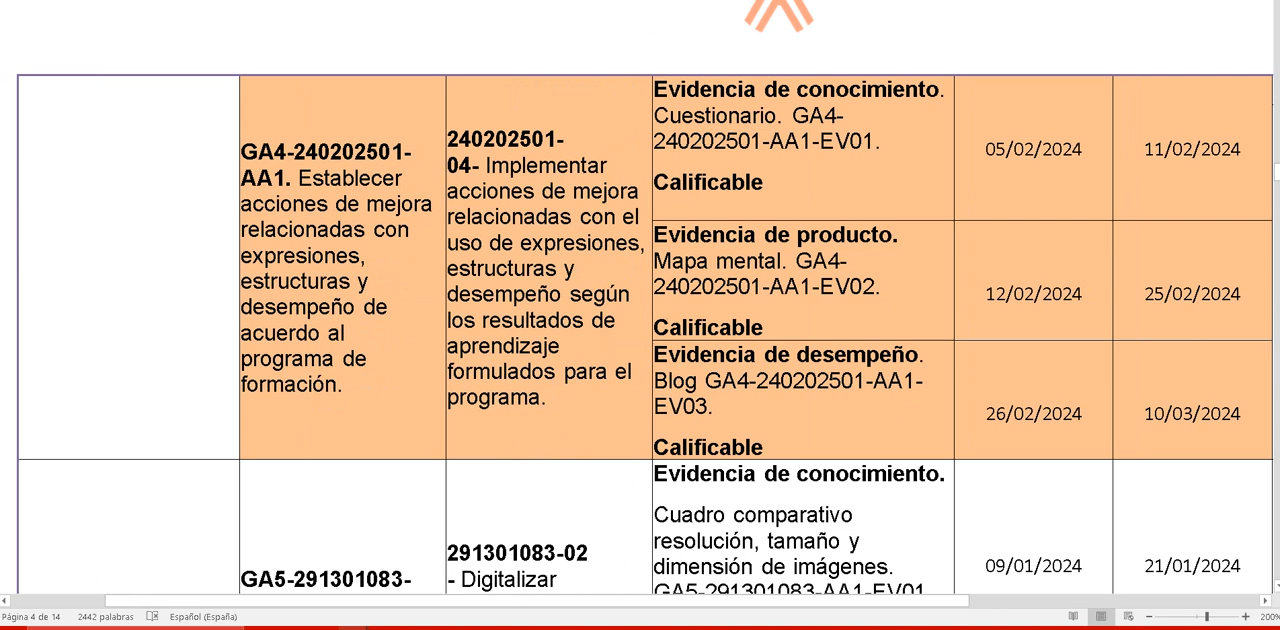 GA4-240202501-
AA1. Establecer
acciones de mejora
relacionadas con
expresiones,
estructuras y
desempeño de
acuerdo al
programa de
formación.
240202501-
04- Implementar
acciones de mejora
relacionadas con el
uso de expresiones,
estructuras y
desempeño según
los resultados de
aprendizaje
formulados para el
programa.
Evidencia de conocimiento.
Cuestionario. GA4-
240202501-AA1-EV01.
Calificable
05/02/2024
11/02/2024
Evidencia de producto.
Mapa mental. GA4-
240202501-AA1-EV02.
Calificable
12/02/2024
25/02/2024
Evidencia de desempeño.
Blog GA4-240202501-AA1-
EV03.
Calificable
26/02/2024
10/03/2024
GA5-291301083-
291301083-02
- Digitalizar
Evidencia de conocimiento.
Cuadro comparativo
resolución, tamaño y
dimensión de imágenes.
GA5-291301083-AA1-EV01
09/01/2024
21/01/2024
Página 4 de 14 2442 palabras Español (España) 200%